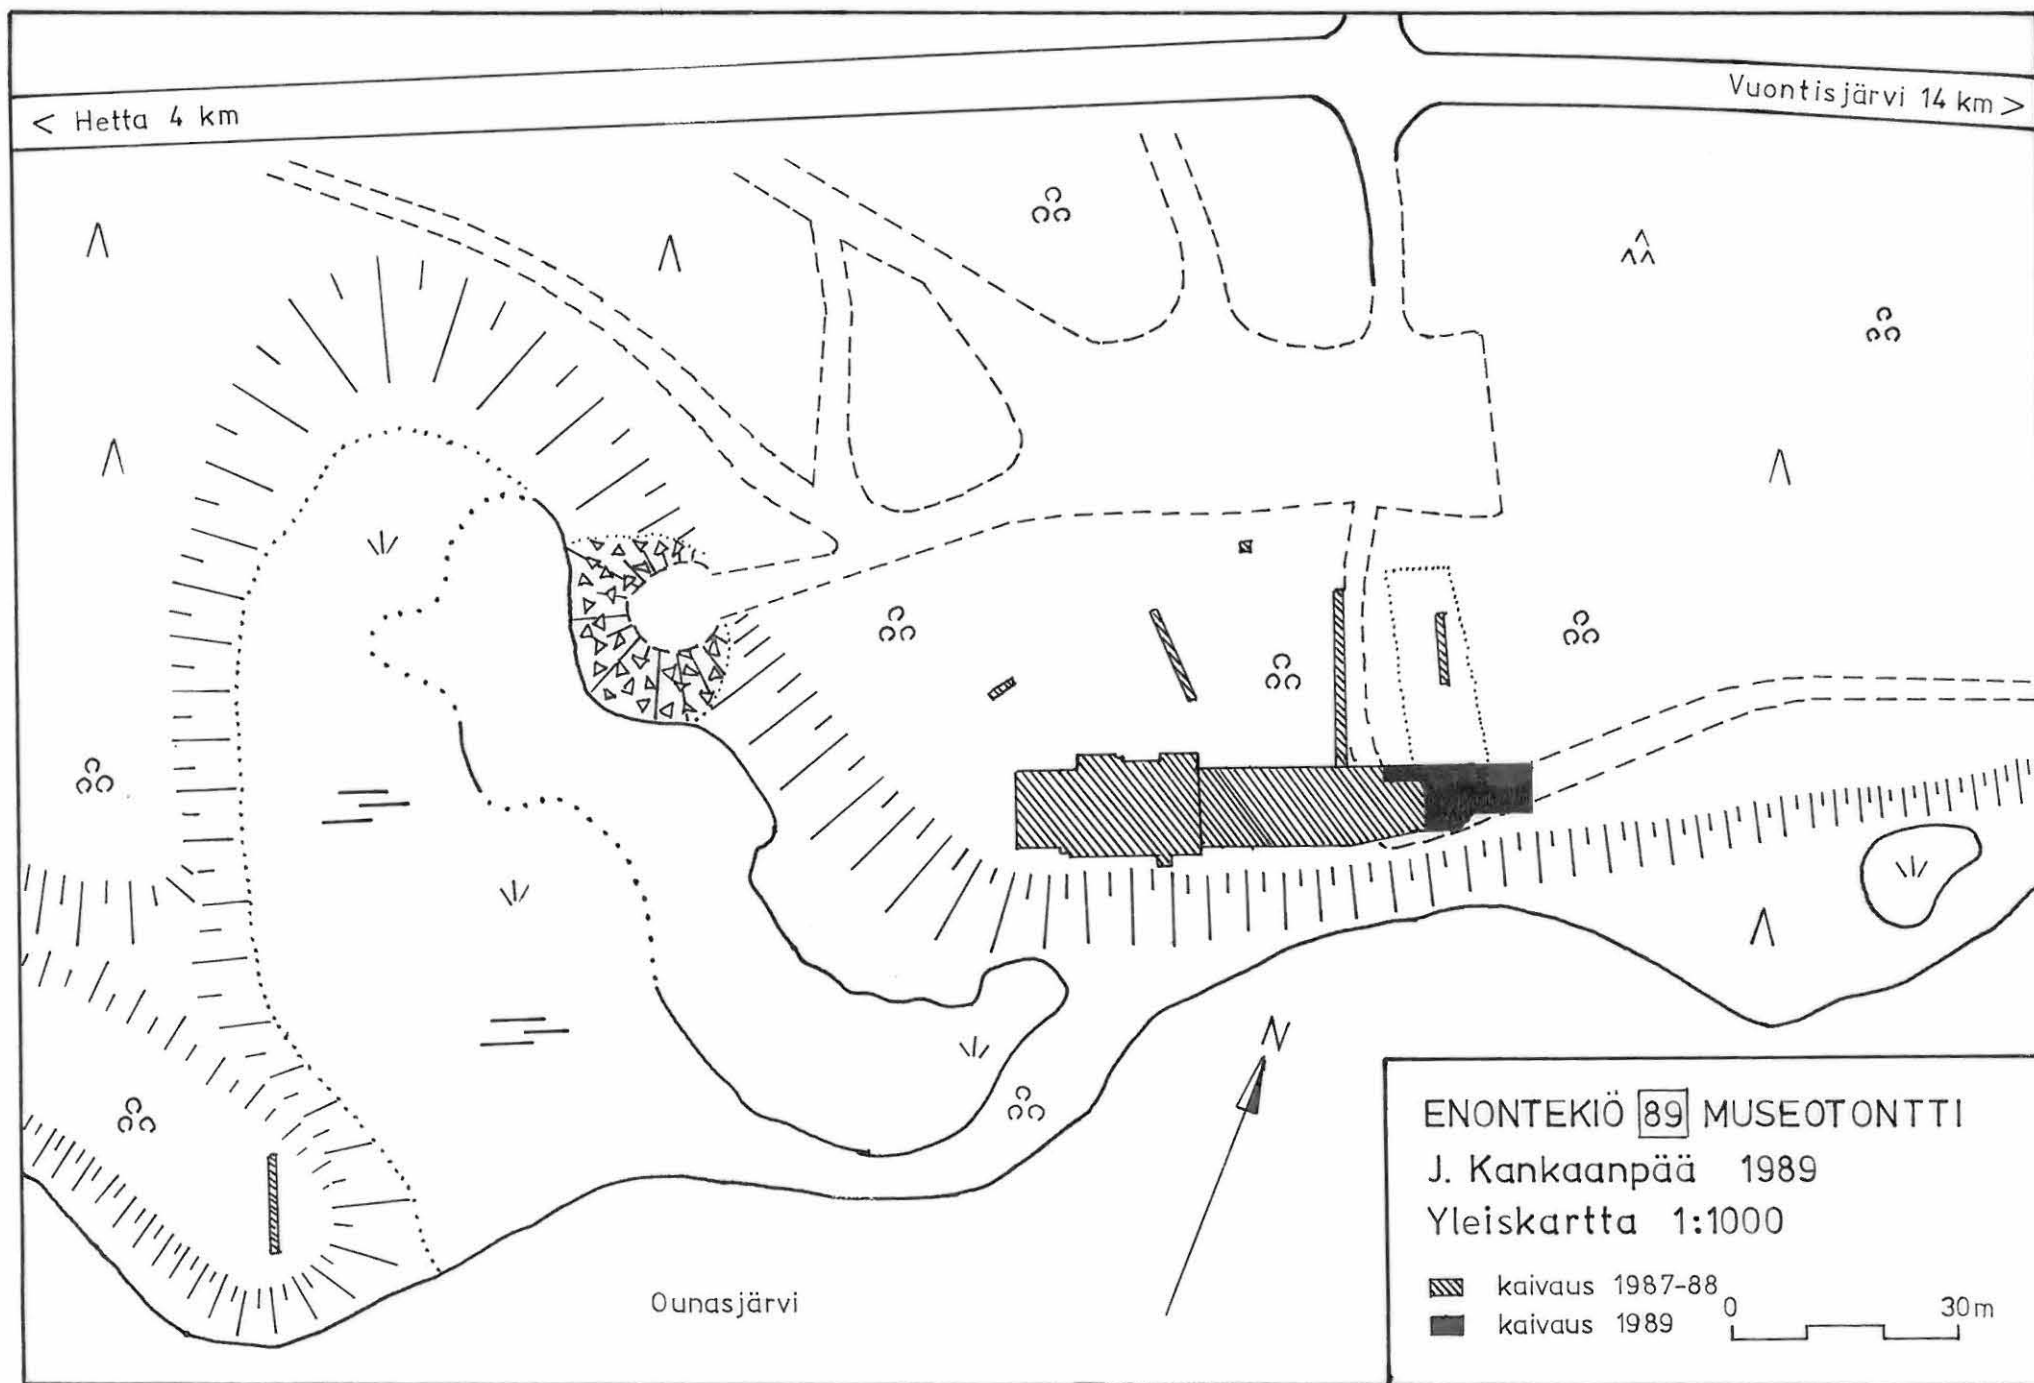 < Hetta 4 km
Vuontisjärvi 14 km >
N
Ounasjärvi
ENONTEKIÖ 89 MUSEOTONTTI
J. Kankaanpää 1989
Yleiskartta 1:1000
kaivaus 1987-88
kaivaus 1989
0 30m